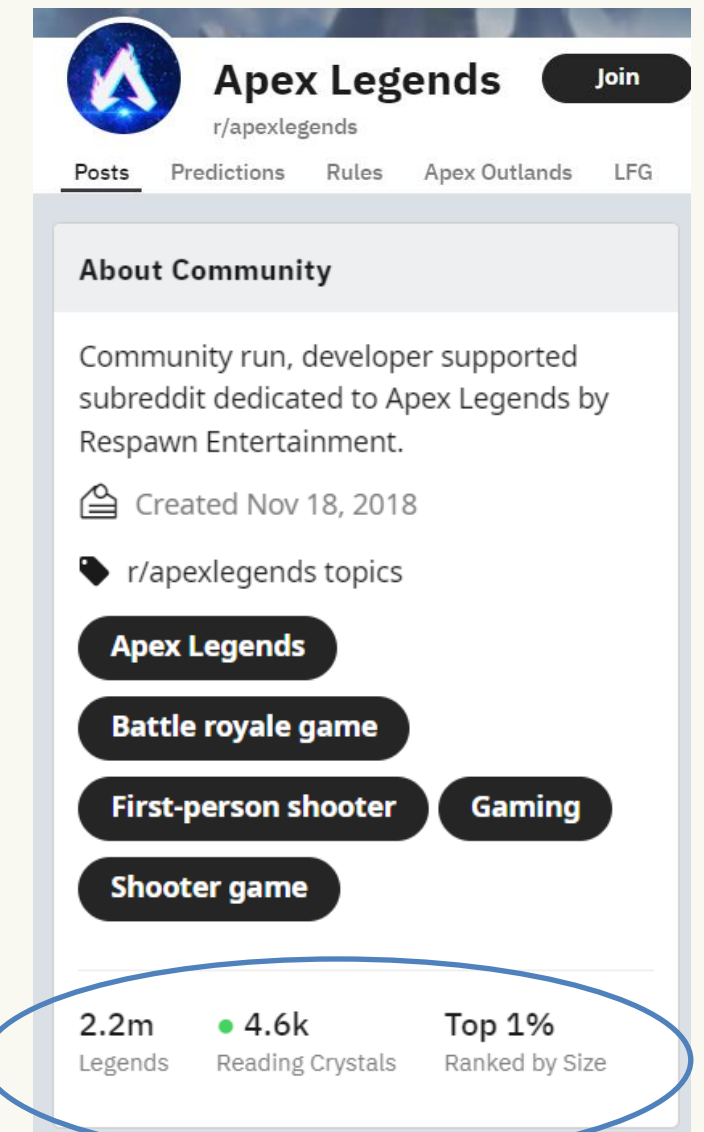 Apex Legends Join
r/apexlegends
Posts Predictions Rules Apex Outlands LFG
About Community
Community run, developer supported
subreddit dedicated to Apex Legends by
Respawn Entertainment.
Created Nov 18, 2018
r/apexlegends topics
Apex Legends
Battle royale game
First-person shooter Gaming
Shooter game
2.2m 4.6k Top 1%
Legends Reading Crystals Ranked by Size